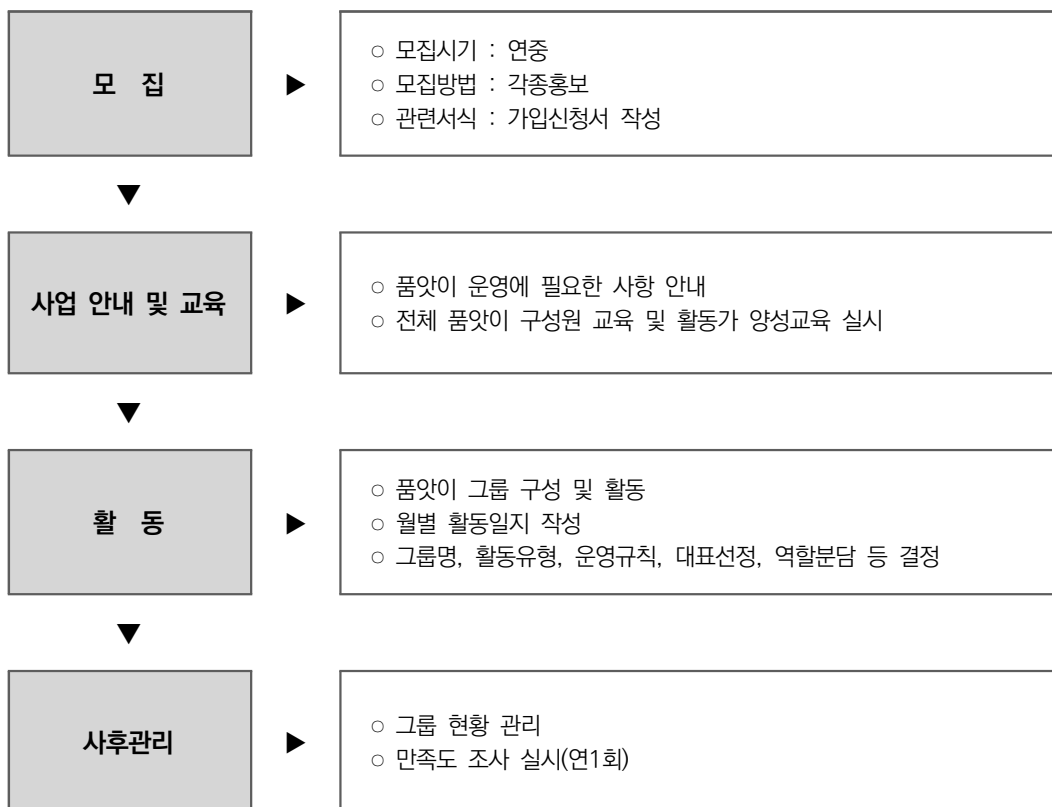 모 집
▶
○ 모집시기 : 연중
○ 모집방법 : 각종홍보
○ 관련서식 : 가입신청서 작성
▼
사업 안내 및 교육
▶
○ 품앗이 운영에 필요한 사항 안내
○ 전체 품앗이 구성원 교육 및 활동가 양성교육 실시
▼
활 동
▶
○ 품앗이 그룹 구성 및 활동
○ 월별 활동일지 작성
○ 그룹명, 활동유형, 운영규칙, 대표선정, 역할분담 등 결정
▼
사후관리
▶
○ 그룹 현황 관리
○ 만족도 조사 실시(연1회)